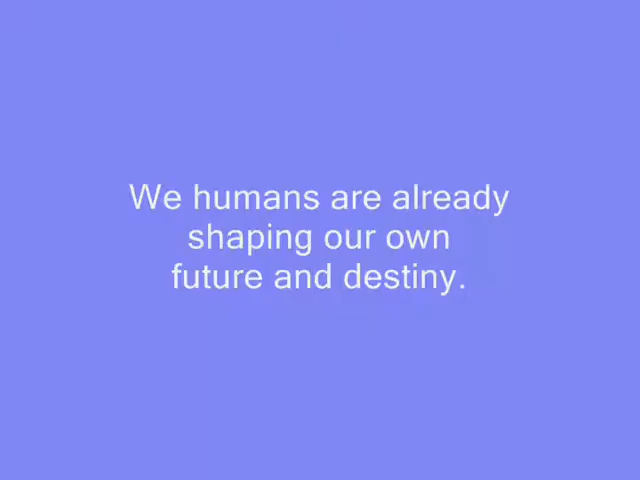 We humans are already
shaping our own
future and destiny.